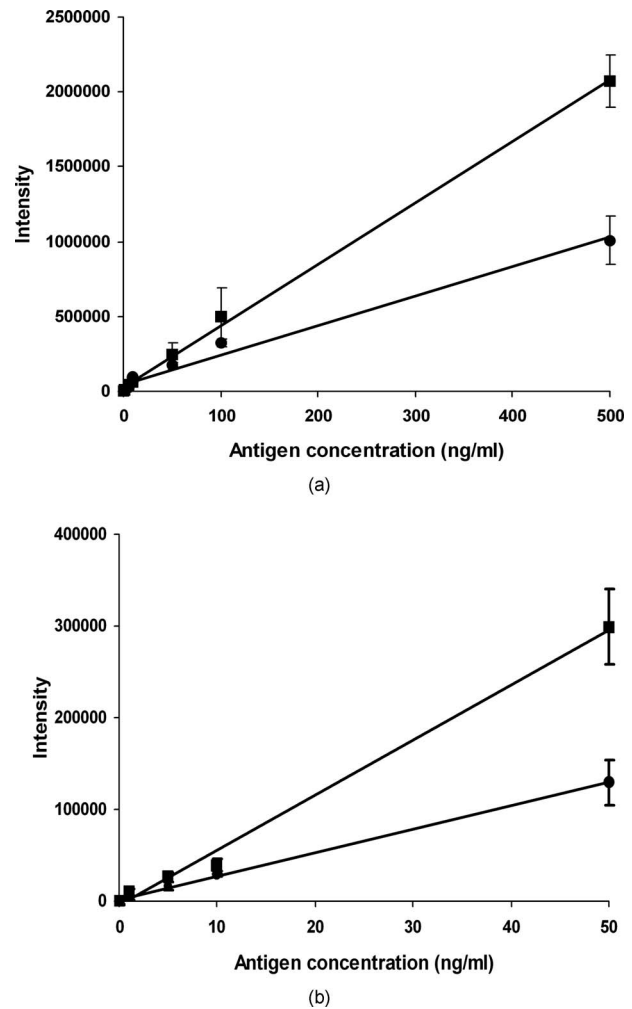 2500000
2000000
1500000
1000000
500000
0
Intensity
0 100 200 300 400 500
Antigen concentration (ng/ml)
(a)
400000
300000
200000
100000
0
Intensity
0 10 20 30 40 50
Antigen concentration (ng/ml)
(b)